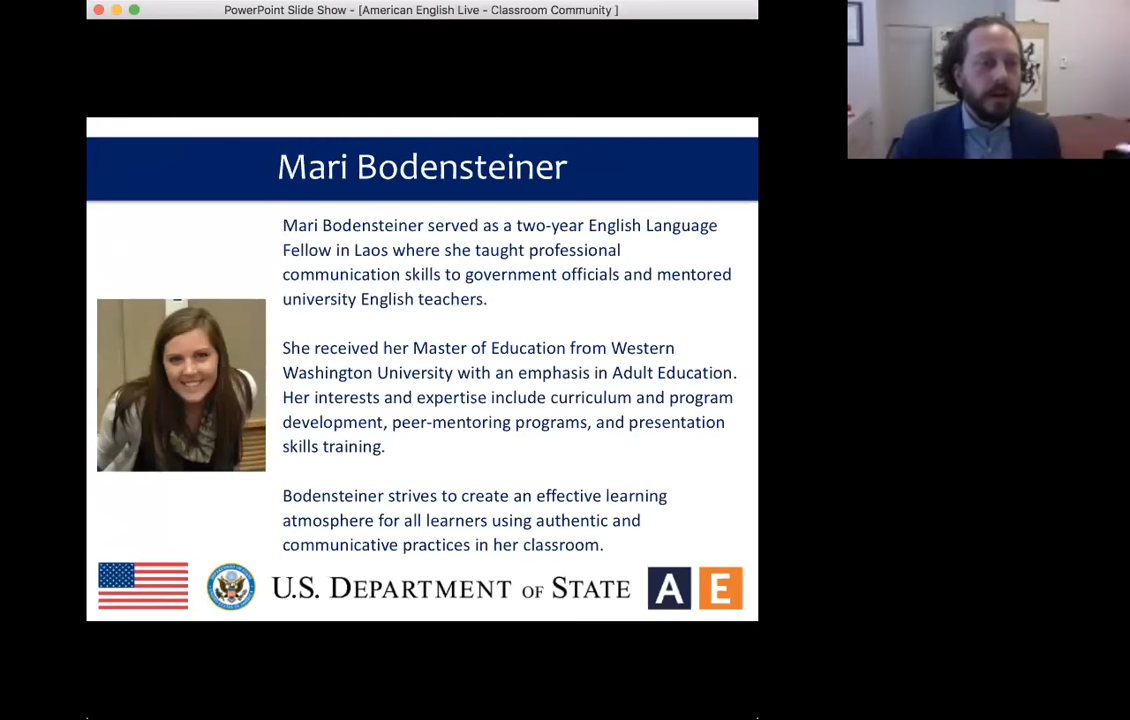 PowerPoint Slide Show - [American English Live - Classroom Community ]
Mari Bodensteiner
Mari Bodensteiner served as a two-year English Language
Fellow in Laos where she taught professional
communication skills to government officials and mentored
university English teachers.
She received her Master of Education from Western
Washington University with an emphasis in Adult Education.
Her interests and expertise include curriculum and program
development, peer-mentoring programs, and presentation
skills training.
Bodensteiner strives to create an effective learning
atmosphere for all learners using authentic and
communicative practices in her classroom.
U.S. DEPARTMENT OF STATE
A E